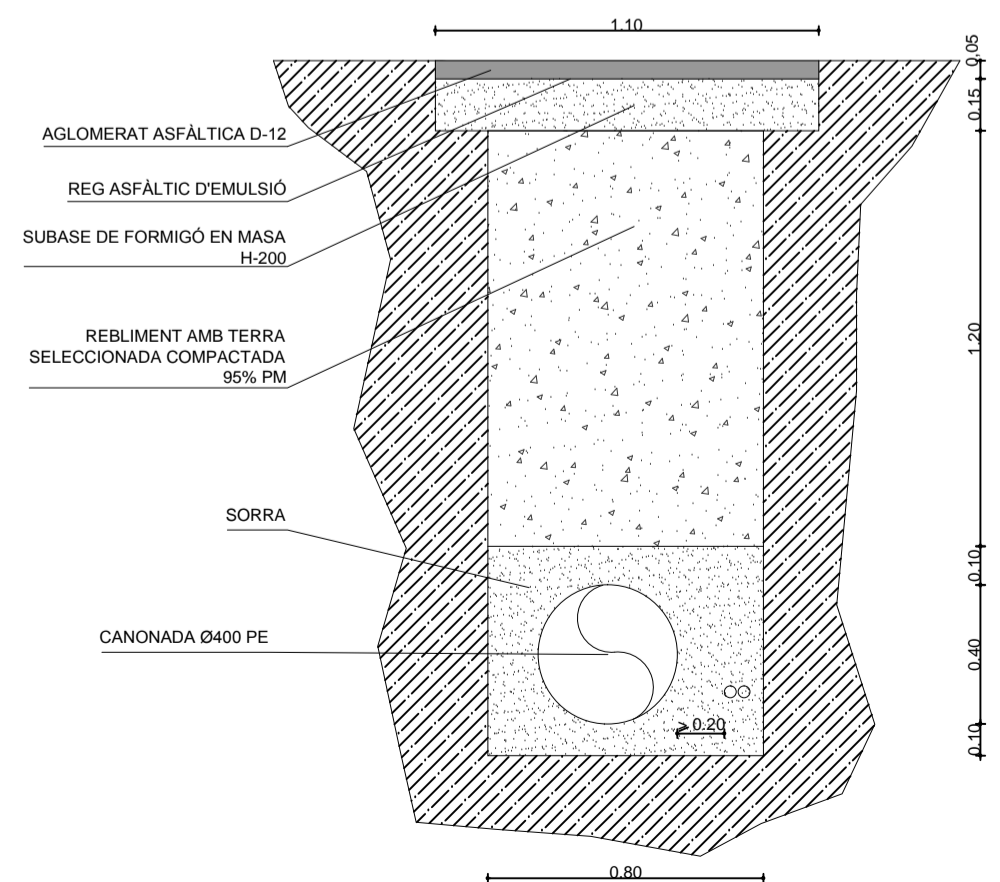 1.10
0,05
0.15
AGLOMERAT ASFÀLTICA D-12
REG ASFÀLTIC D'EMULSIÓ
SUBASE DE FORMIGÓ EN MASA
H-200
REBLIMENT AMB TERRA
SELECCIONADA COMPACTADA
95% PM
1.20
SORRA
0.10
CANONADA Ø400 PE
0.40
≥ 0.20
0.10
0.80